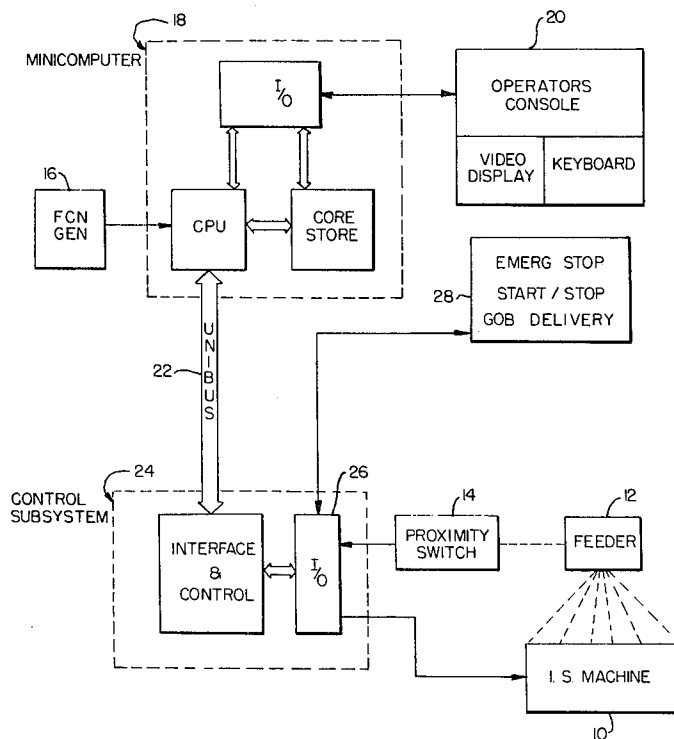 18
MINICOMPUTER
20
I/O
OPERATORS
CONSOLE
VIDEO
DISPLAY
KEYBOARD
16
FCN
GEN
CPU
CORE
STORE
28
EMERG STOP
START / STOP
GOB DELIVERY
22
UNIBUS
24
CONTROL
SUBSYSTEM
26
INTERFACE
&
CONTROL
I/O
14
PROXIMITY
SWITCH
12
FEEDER
I. S. MACHINE
10